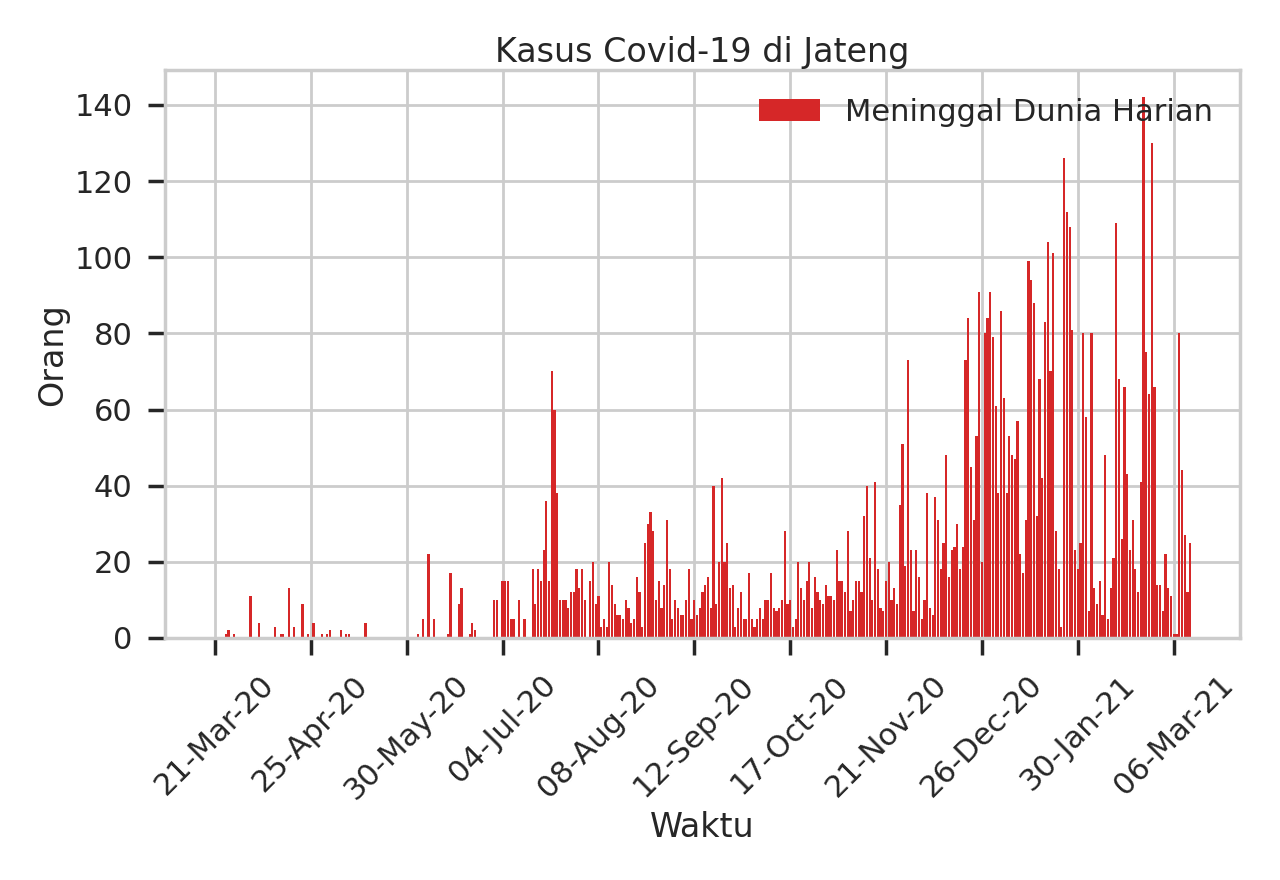 Kasus Covid-19 di Jateng
Meninggal Dunia Harian
140
120
100
80
60
40
20
0
Orang
21-Mar-20
25-Apr-20
30-May-20
04-Jul-20
08-Aug-20
12-Sep-20
17-Oct-20
21-Nov-20
26-Dec-20
30-Jan-21
06-Mar-21
Waktu